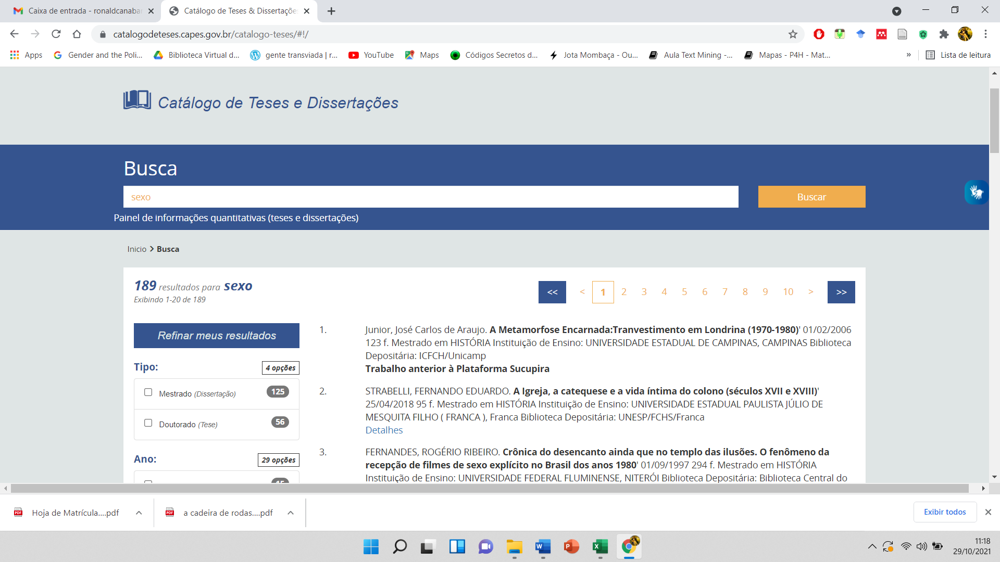 Caixa de entrada - ronaldcanabar
Catálogo de Teses & Dissertaçõe
catalogodeteses.capes.gov.br/catalogo-teses/#!/
Apps
Gender and the Poli...
Biblioteca Virtual d...
gente transviada | r...
YouTube
Maps
Códigos Secretos d...
Jota Mombaça - Ou...
Aula Text Mining -...
Mapas - P4H - Mat...
»
Lista de leitura
Catálogo de Teses e Dissertações
Busca
sexo
Buscar
Painel de informações quantitativas (teses e dissertações)
Inicio > Busca
189 resultados para sexo
Exibindo 1-20 de 189
<< < 1 2 3 4 5 6 7 8 9 10 > >>
Refinar meus resultados
Tipo:
4 opções
Mestrado (Dissertação)
125
Doutorado (Tese)
56
Ano:
29 opções
1.
Junior, José Carlos de Araujo. A Metamorfose Encarnada:Tranvestimento em Londrina (1970-1980)' 01/02/2006
123 f. Mestrado em HISTÓRIA Instituição de Ensino: UNIVERSIDADE ESTADUAL DE CAMPINAS, CAMPINAS Biblioteca
Depositária: ICFCH/Unicamp
Trabalho anterior à Plataforma Sucupira
2.
STRABELLI, FERNANDO EDUARDO. A Igreja, a catequese e a vida íntima do colono (séculos XVII e XVIII)'
25/04/2018 95 f. Mestrado em HISTÓRIA Instituição de Ensino: UNIVERSIDADE ESTADUAL PAULISTA JÚLIO DE
MESQUITA FILHO ( FRANCA ), Franca Biblioteca Depositária: UNESP/FCHS/Franca
Detalhes
3.
FERNANDES, ROGÉRIO RIBEIRO. Crônica do desencanto ainda que no templo das ilusões. O fenômeno da
recepção de filmes de sexo explícito no Brasil dos anos 1980' 01/09/1997 294 f. Mestrado em HISTÓRIA
Instituição de Ensino: UNIVERSIDADE FEDERAL FLUMINENSE, NITERÓI Biblioteca Depositária: Biblioteca Central do
Hoja de Matrícula....pdf
a cadeira de rodas....pdf
Exibir todos
11:18
29/10/2021